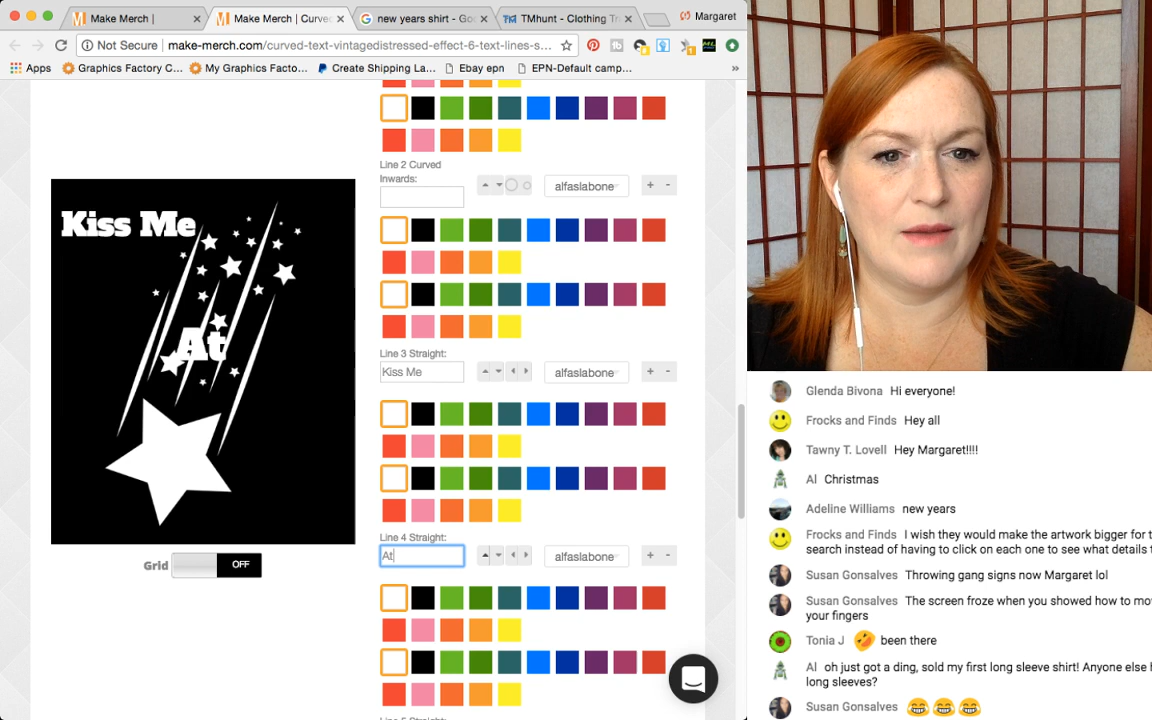 Make Merch |
Make Merch | Curve
new years shirt - Goo
TMhunt - Clothing Tra
Margaret
Not Secure | make-merch.com/curved-text-vintagedistressed-effect-6-text-lines-s...
Apps
Graphics Factory C...
My Graphics Facto...
Create Shipping La...
Ebay epn
EPN-Default camp...
»
Line 2 Curved
Inwards:
alfaslabone
+ -
Line 3 Straight:
Kiss Me
alfaslabone
+ -
Line 4 Straight:
At
alfaslabone
+ -
Kiss Me
At
Grid
OFF
Glenda Bivona Hi everyone!
Frocks and Finds Hey all
Tawny T. Lovell Hey Margaret!!!!
Al Christmas
Adeline Williams new years
Frocks and Finds I wish they would make the artwork bigger for t
search instead of having to click on each one to see what details t
Susan Gonsalves Throwing gang signs now Margaret lol
Susan Gonsalves The screen froze when you showed how to mo
your fingers
Tonia J 🤣 been there
Al oh just got a ding, sold my first long sleeve shirt! Anyone else h
long sleeves?
Susan Gonsalves 😂 😂 😂